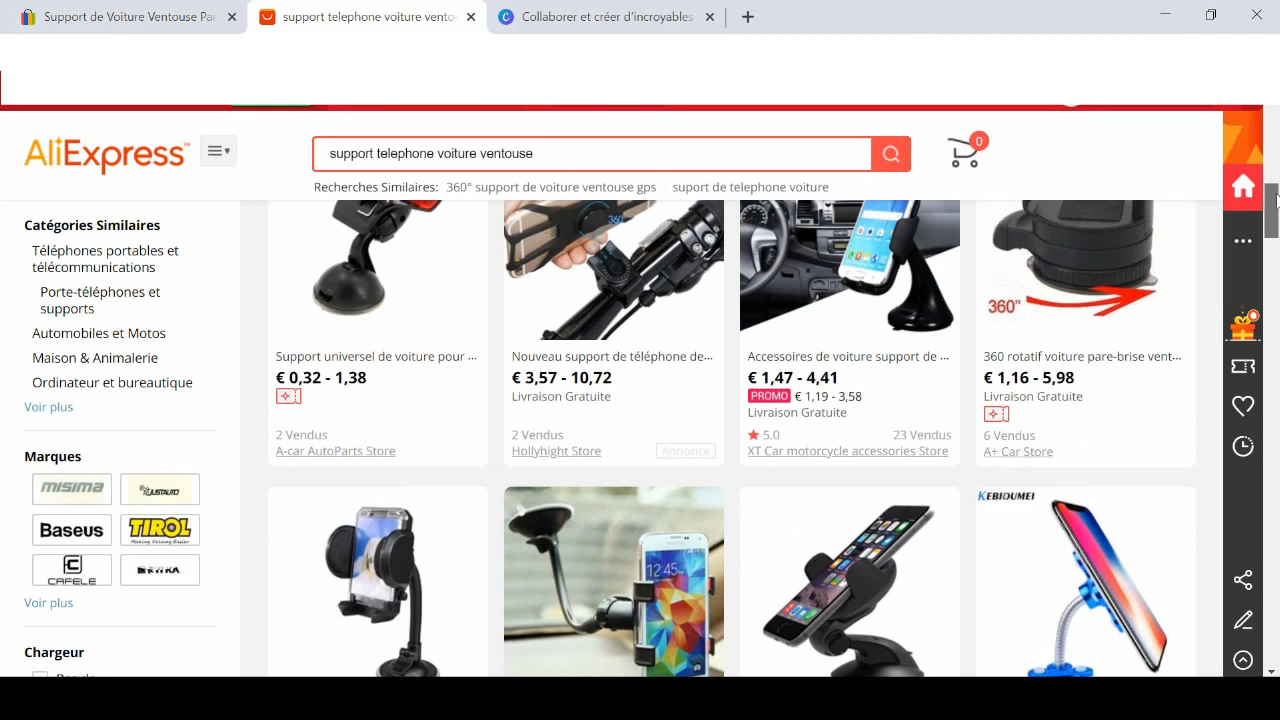 Support de Voiture Ventouse Par
support telephone voiture vento
Collaborer et créer d'incroyables
AliExpress™
support telephone voiture ventouse
0
Recherches Similaires: 360° support de voiture ventouse gps suport de telephone voiture
Catégories Similaires
Téléphones portables et
télécommunications
Porte-téléphones et
supports
Automobiles et Motos
Maison & Animalerie
Ordinateur et bureautique
Voir plus
Marques
MISIMA
JUSTAUTO
Baseus
TIROL
Making Driving Easier
CAFELE
Voir plus
Chargeur
360
360°
Support universel de voiture pour ...
€ 0,32 - 1,38
2 Vendus
A-car AutoParts Store
Nouveau support de téléphone de...
€ 3,57 - 10,72
Livraison Gratuite
2 Vendus
Hollyhight Store
Annonce
Accessoires de voiture support de ...
€ 1,47 - 4,41
PROMO € 1,19 - 3,58
Livraison Gratuite
5.0
23 Vendus
XT Car motorcycle accessories Store
360 rotatif voiture pare-brise vent...
€ 1,16 - 5,98
Livraison Gratuite
6 Vendus
A+ Car Store
SAMSUNG
12:45
KEBIDUMEI